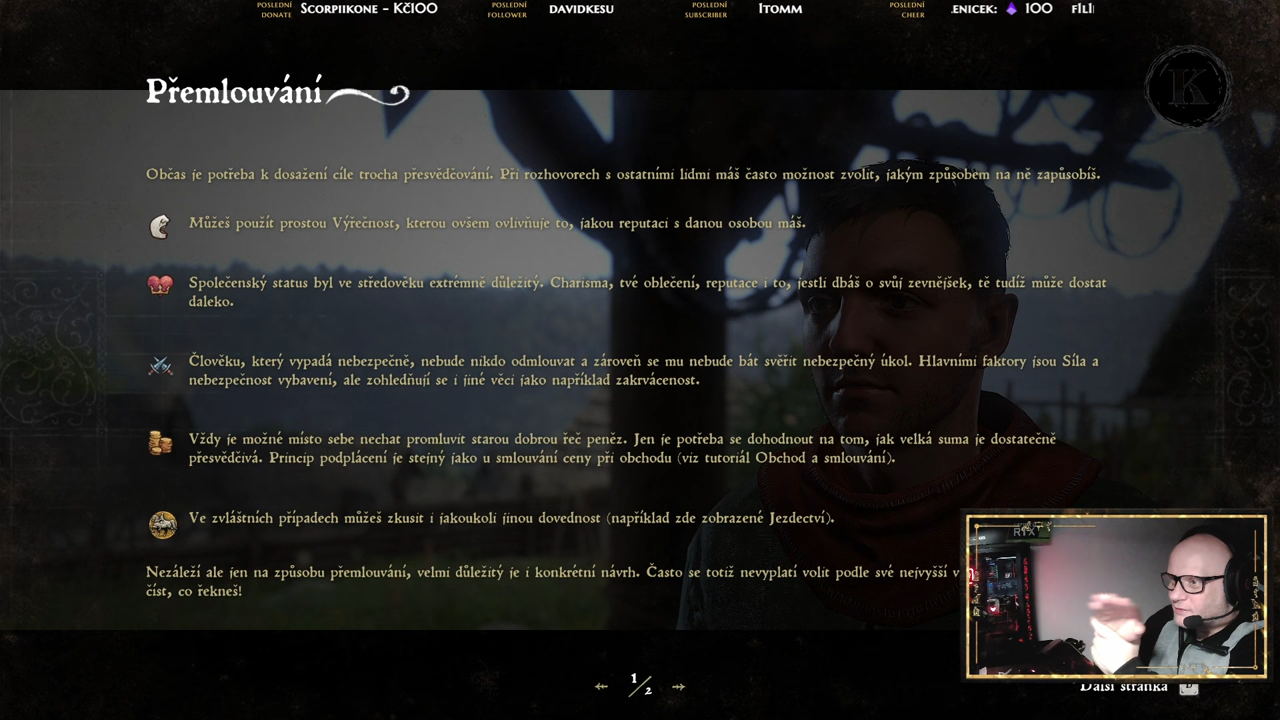 POSLEDNÍ DONATE Scorpiikone - Kč100 POSLEDNÍ FOLLOWER davidkesu POSLEDNÍ SUBSCRIBER 1tomm POSLEDNÍ CHEER enicek: 100
Přemlouvání
K
Občas je potřeba k dosažení cíle trocha přesvědčování. Při rozhovorech s ostatními lidmi máš často možnost zvolit, jakým způsobem na ně zapůsobíš.
Můžeš použít prostou Výřečnost, kterou ovšem ovlivňuje to, jakou reputaci s danou osobou máš.
Společenský status byl ve středověku extrémně důležitý. Charisma, tvé oblečení, reputace i to, jestli dbáš o svůj zevnějšek, tě tudíž může dostat
daleko.
Člověku, který vypadá nebezpečně, nebude nikdo odmlouvat a zároveň se mu nebude bát svěřit nebezpečný úkol. Hlavními faktory jsou Síla a
nebezpečnost vybavení, ale zohledňují se i jiné věci jako například zakrvácenost.
Vždy je možné místo sebe nechat promluvit starou dobrou řeč peněz. Jen je potřeba se dohodnout na tom, jak velká suma je dostatečně
přesvědčivá. Princip podplácení je stejný jako u smlouvání ceny při obchodu (viz tutoriál Obchod a smlouvání).
Ve zvláštních případech můžeš zkusit i jakoukoli jinou dovednost (například zde zobrazené Jezdectví).
Nezáleží ale jen na způsobu přemlouvání, velmi důležitý je i konkrétní návrh. Často se totiž nevyplatí volit podle své nejvyšší
číst, co řekneš!
RTX
1/2
Další stránka